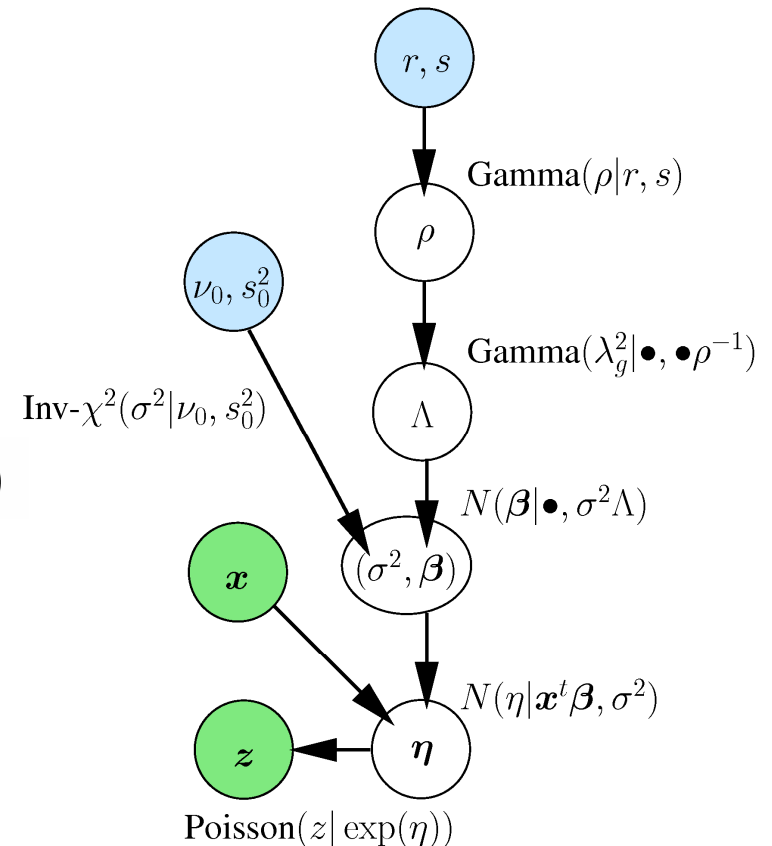 r, s
Gamma(ρ|r, s)
ρ
ν₀, s₀²
Gamma(λ_g²|•, •ρ⁻¹)
Inv-χ²(σ²|ν₀, s₀²)
Λ
N(β|•, σ²Λ)
)
x
(σ², β)
N(η|xᵗβ, σ²)
z
η
Poisson(z| exp(η))